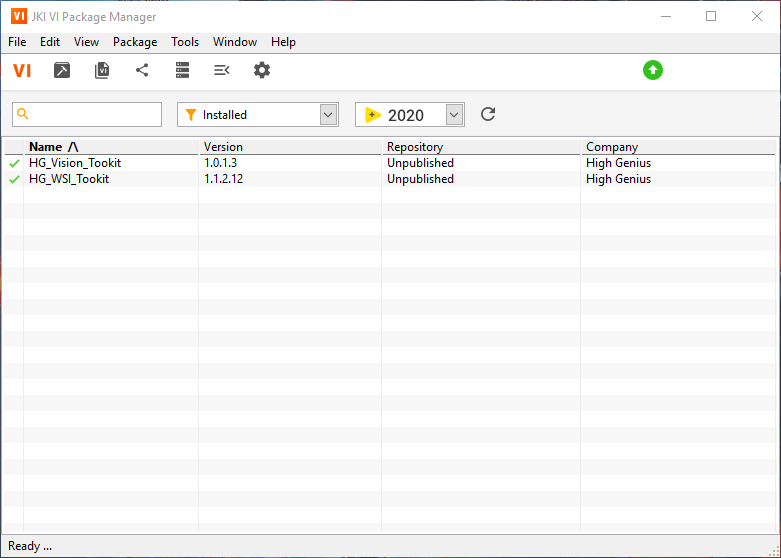 VI JKI VI Package Manager
File Edit View Package Tools Window Help
VI VI
Installed 2020
Name /\ Version Repository Company
HG_Vision_Tookit 1.0.1.3 Unpublished High Genius
HG_WSI_Tookit 1.1.2.12 Unpublished High Genius
Ready ...